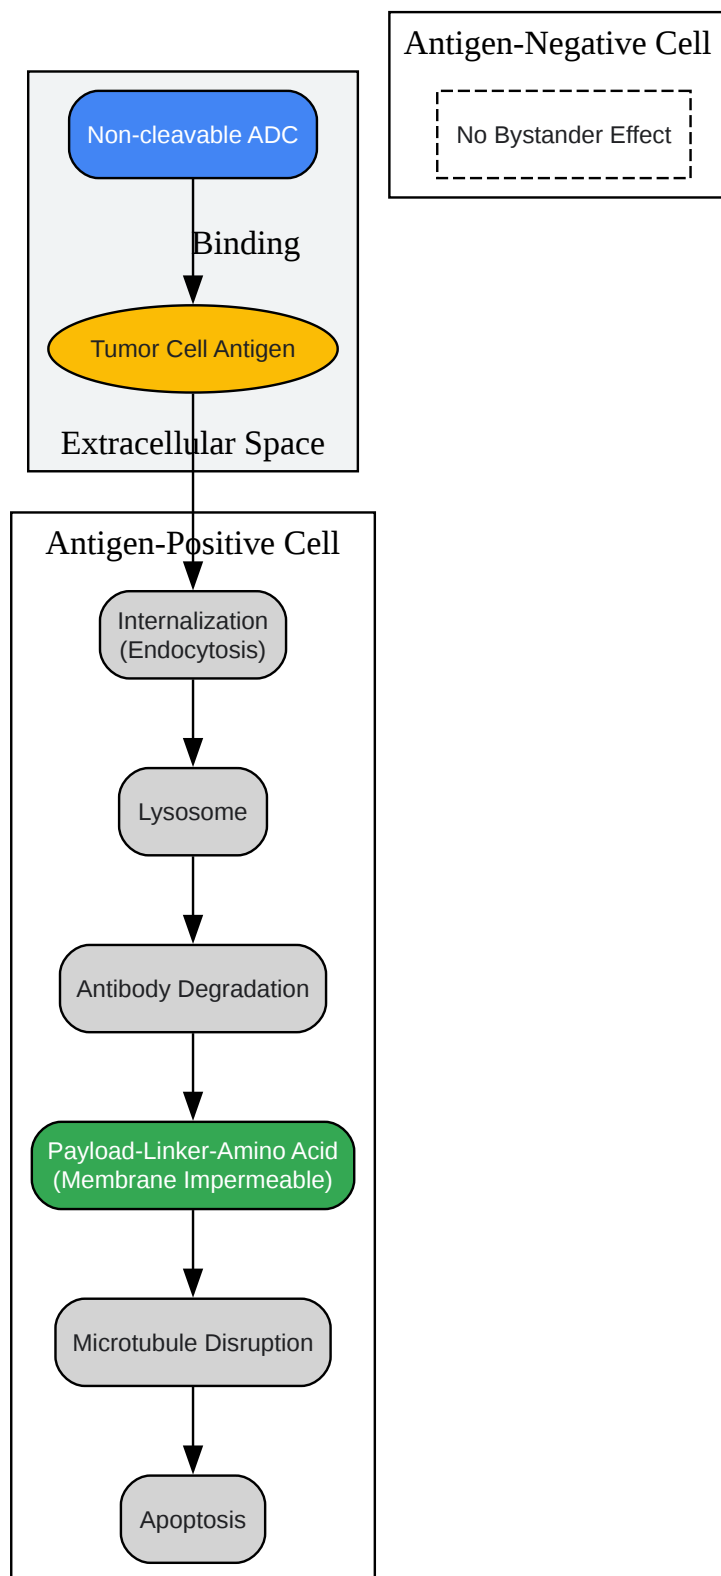 Antigen-Negative Cell
No Bystander Effect
Non-cleavable ADC
Binding
Tumor Cell Antigen
Extracellular Space
Antigen-Positive Cell
Internalization
(Endocytosis)
Lysosome
Antibody Degradation
Payload-Linker-Amino Acid
(Membrane Impermeable)
Microtubule Disruption
Apoptosis